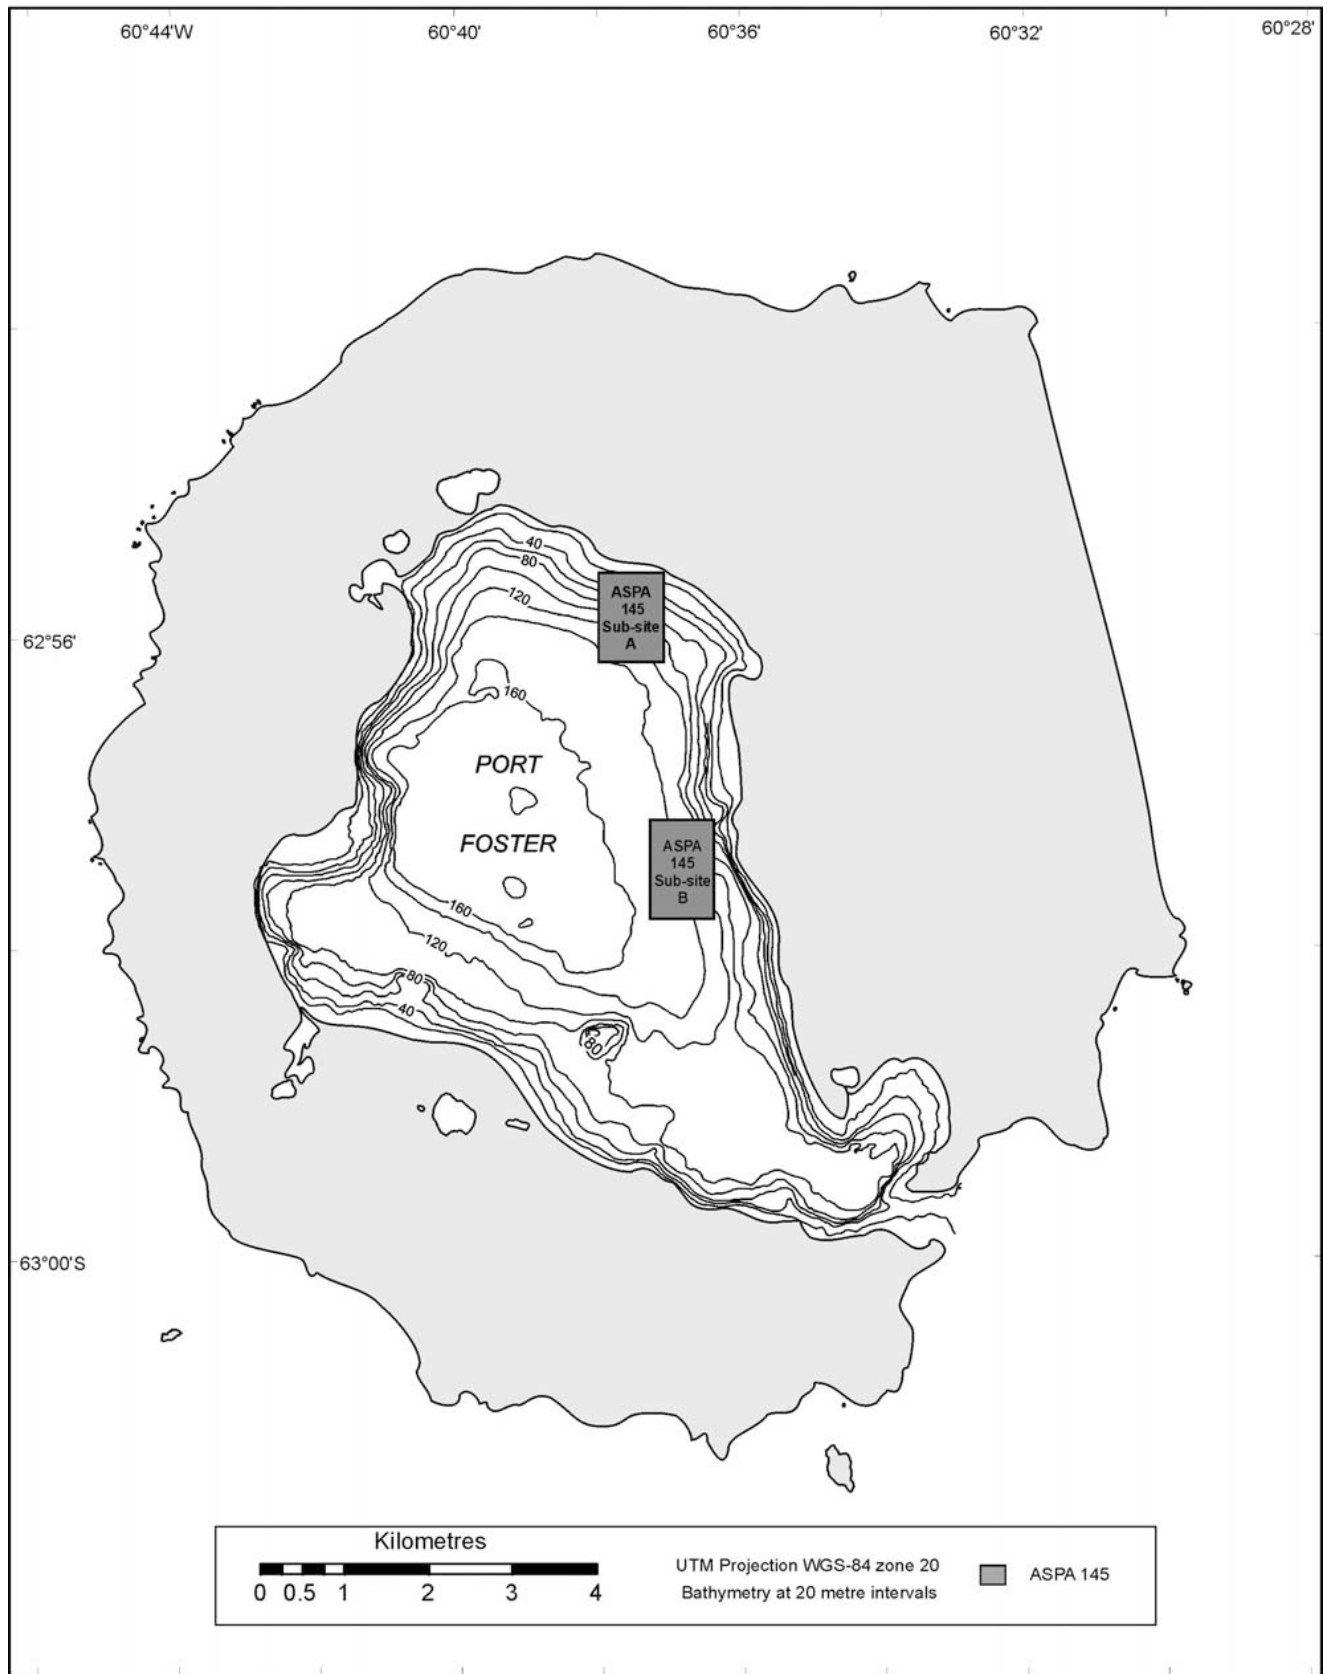 60°44'W
60°40'
60°36'
60°32'
60°28'
40
80
120
ASPA
145
Sub-site
A
62°56'
160
PORT
FOSTER
ASPA
145
Sub-site
B
160
120
80
40
80
63°00'S
Kilometres
0 0.5 1 2 3 4
UTM Projection WGS-84 zone 20
Bathymetry at 20 metre intervals
ASPA 145